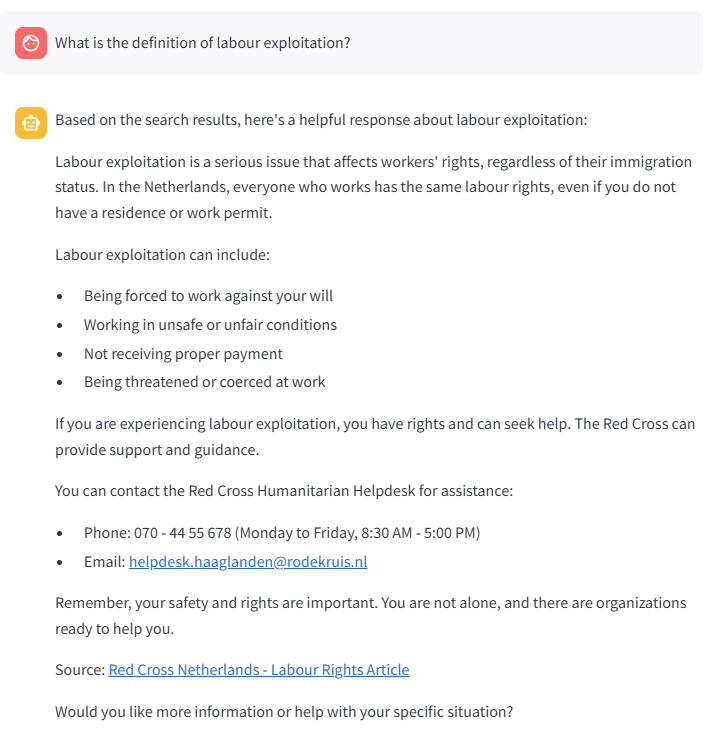 What is the definition of labour exploitation?
Based on the search results, here's a helpful response about labour exploitation:
Labour exploitation is a serious issue that affects workers' rights, regardless of their immigration
status. In the Netherlands, everyone who works has the same labour rights, even if you do not
have a residence or work permit.
Labour exploitation can include:
• Being forced to work against your will
• Working in unsafe or unfair conditions
• Not receiving proper payment
• Being threatened or coerced at work
If you are experiencing labour exploitation, you have rights and can seek help. The Red Cross can
provide support and guidance.
You can contact the Red Cross Humanitarian Helpdesk for assistance:
• Phone: 070 - 44 55 678 (Monday to Friday, 8:30 AM - 5:00 PM)
• Email: helpdesk.haaglanden@rodekruis.nl
Remember, your safety and rights are important. You are not alone, and there are organizations
ready to help you.
Source: Red Cross Netherlands - Labour Rights Article
Would you like more information or help with your specific situation?